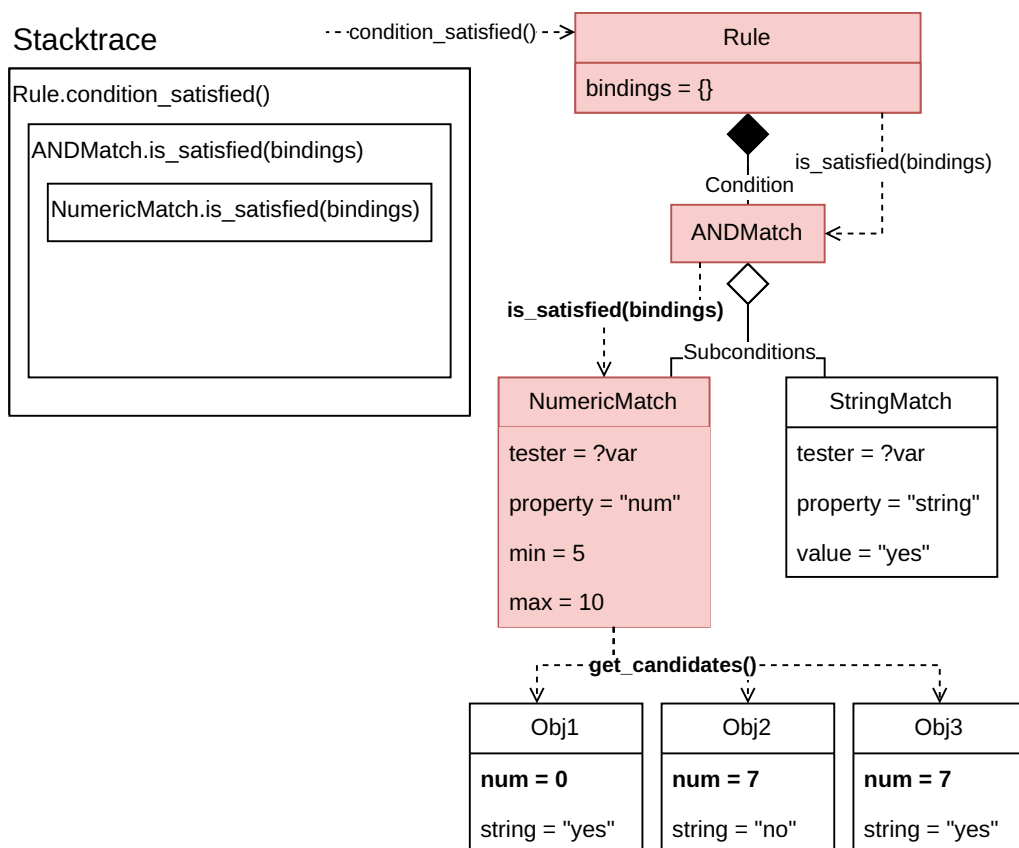 Stacktrace
Rule.condition_satisfied()
ANDMatch.is_satisfied(bindings)
NumericMatch.is_satisfied(bindings)
condition_satisfied()
Rule
bindings = {}
is_satisfied(bindings)
Condition
ANDMatch
is_satisfied(bindings)
Subconditions
NumericMatch
tester = ?var
property = "num"
min = 5
max = 10
StringMatch
tester = ?var
property = "string"
value = "yes"
get_candidates()
Obj1
num = 0
string = "yes"
Obj2
num = 7
string = "no"
Obj3
num = 7
string = "yes"